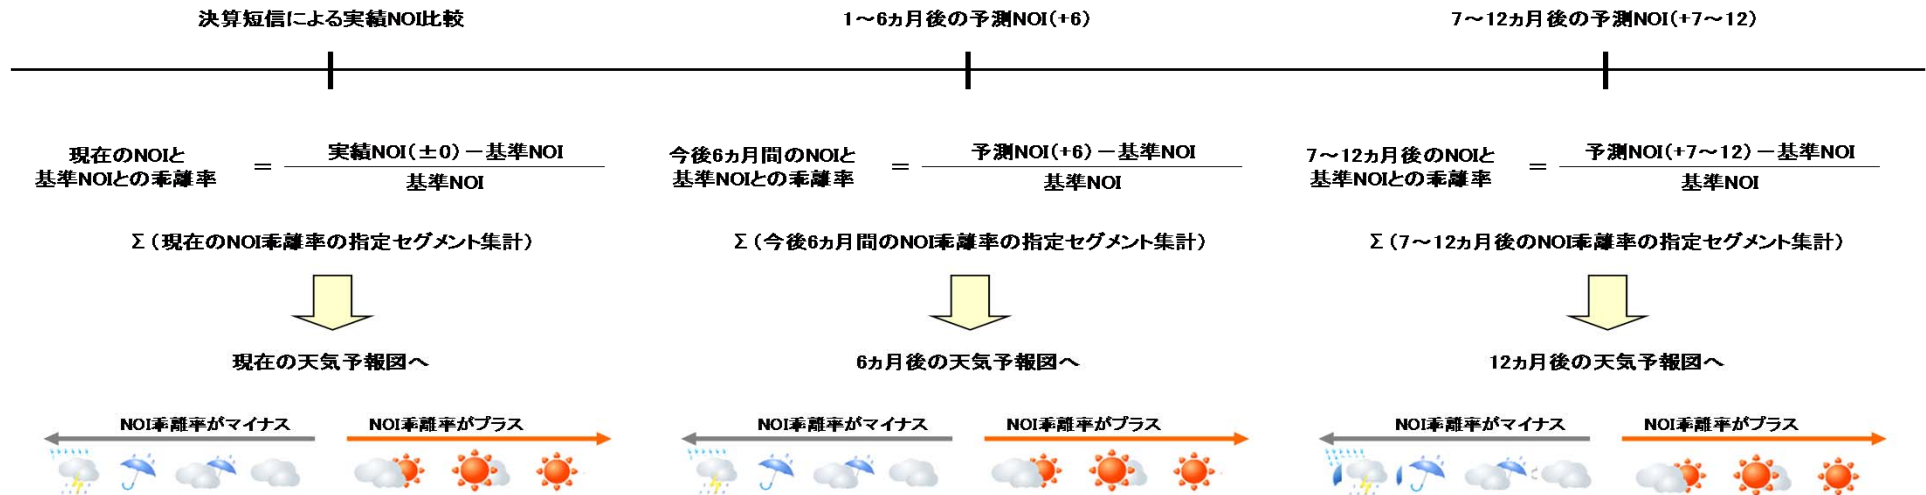 決算短信による実績NOI比較
1～6ヵ月後の予測NOI(+6)
7～12ヵ月後の予測NOI(+7～12)
現在のNOIと
基準NOIとの乖離率
=
実績NOI(±0)－基準NOI
基準NOI
今後6ヵ月間のNOIと
基準NOIとの乖離率
=
予測NOI(+6)－基準NOI
基準NOI
7～12ヵ月後のNOIと
基準NOIとの乖離率
=
予測NOI(+7～12)－基準NOI
基準NOI
Σ(現在のNOI乖離率の指定セグメント集計)
Σ(今後6ヵ月間のNOI乖離率の指定セグメント集計)
Σ(7～12ヵ月後のNOI乖離率の指定セグメント集計)
現在の天気予報図へ
6ヵ月後の天気予報図へ
12ヵ月後の天気予報図へ
NOI乖離率がマイナス
NOI乖離率がプラス
NOI乖離率がマイナス
NOI乖離率がプラス
NOI乖離率がマイナス
NOI乖離率がプラス